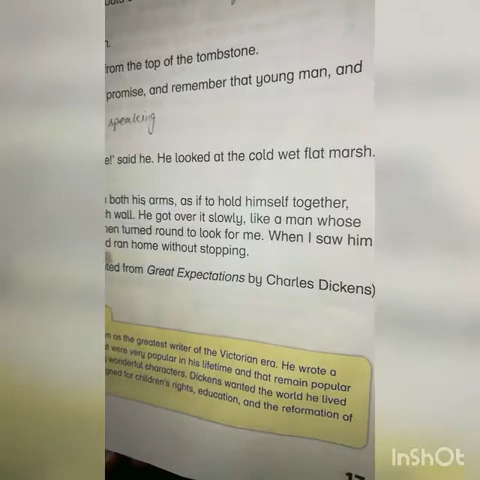 from the top of the tombstone.
promise, and remember that young man, and
speaking
e!' said he. He looked at the cold wet flat marsh.
both his arms, as if to hold himself together,
h wall. He got over it slowly, like a man whose
hen turned round to look for me. When I saw him
d ran home without stopping.
ted from Great Expectations by Charles Dickens)
m as the greatest writer of the Victorian era. He wrote a
t were very popular in his lifetime and that remain popular
wonderful characters. Dickens wanted the world he lived
gned for children's rights, education, and the reformation of
17
InShOt